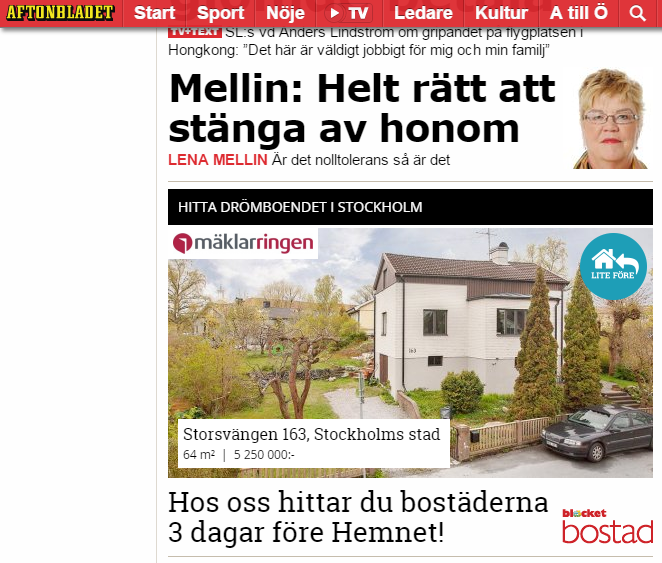 AFTONBLADET Start Sport Nöje TV Ledare Kultur A till Ö
TV+TEXT SL:s vd Anders Lindström om gripandet på flygplatsen i
Hongkong: ”Det här är väldigt jobbigt för mig och min familj”
Mellin: Helt rätt att
stänga av honom
LENA MELLIN Är det nolltolerans så är det
HITTA DRÖMBOENDET I STOCKHOLM
mäklarringen
LITE FÖRE
163
Storsvängen 163, Stockholms stad
64 m² | 5 250 000:-
Hos oss hittar du bostäderna
3 dagar före Hemnet!
blocket
bostad